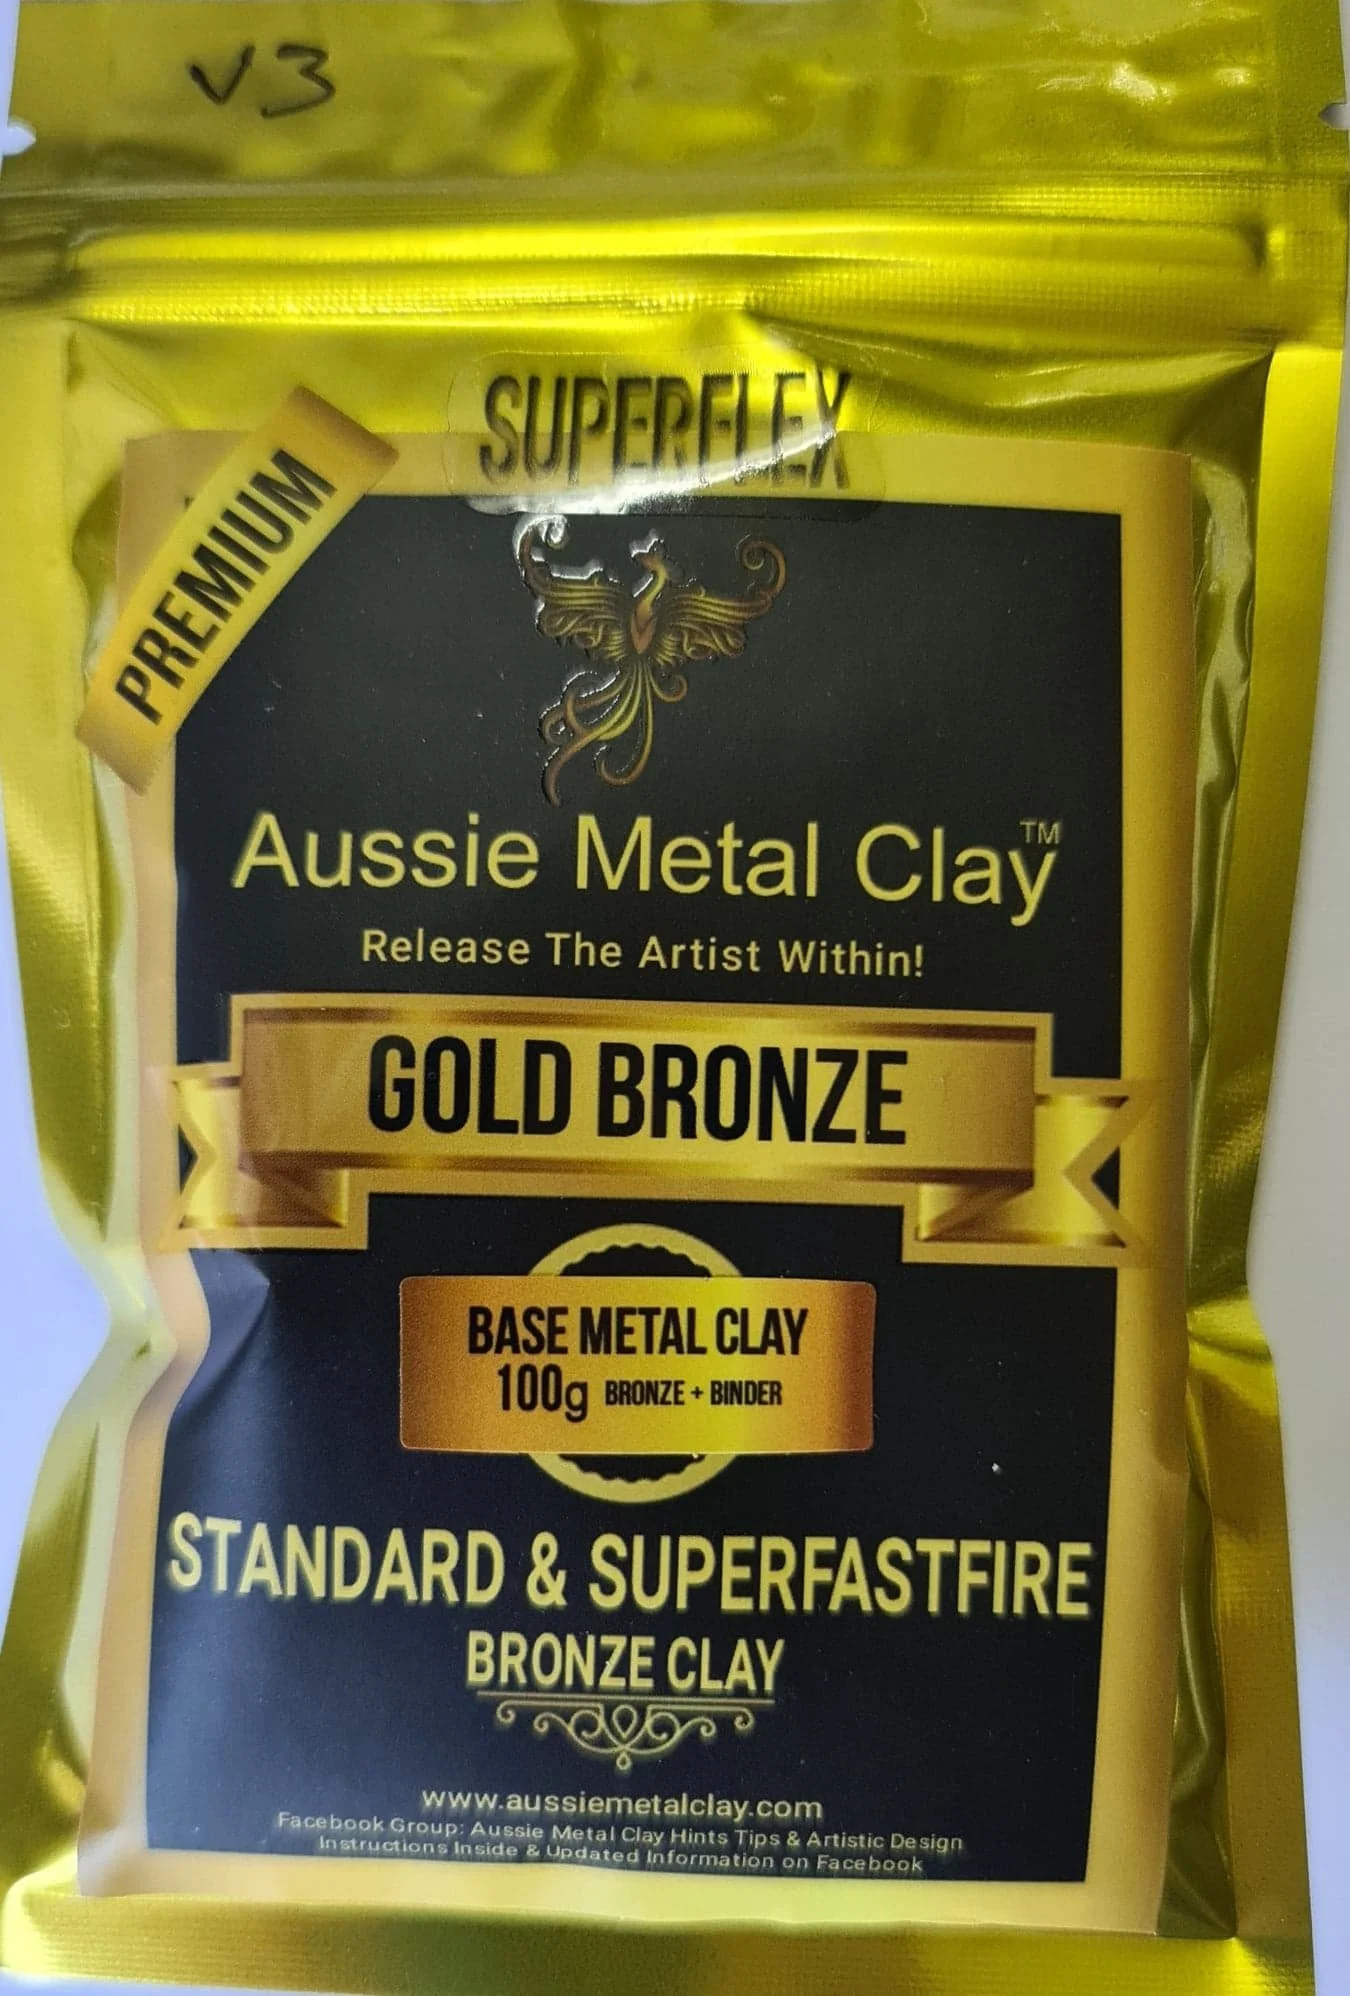 V3
SUPERFLEX
PREMIUM
Aussie Metal Clay™
Release The Artist Within!
GOLD BRONZE
BASE METAL CLAY
100g BRONZE + BINDER
STANDARD & SUPERFASTFIRE
BRONZE CLAY
www.aussiemetalclay.com
Facebook Group: Aussie Metal Clay Hints Tips & Artistic Design
Instructions Inside & Updated Information on Facebook